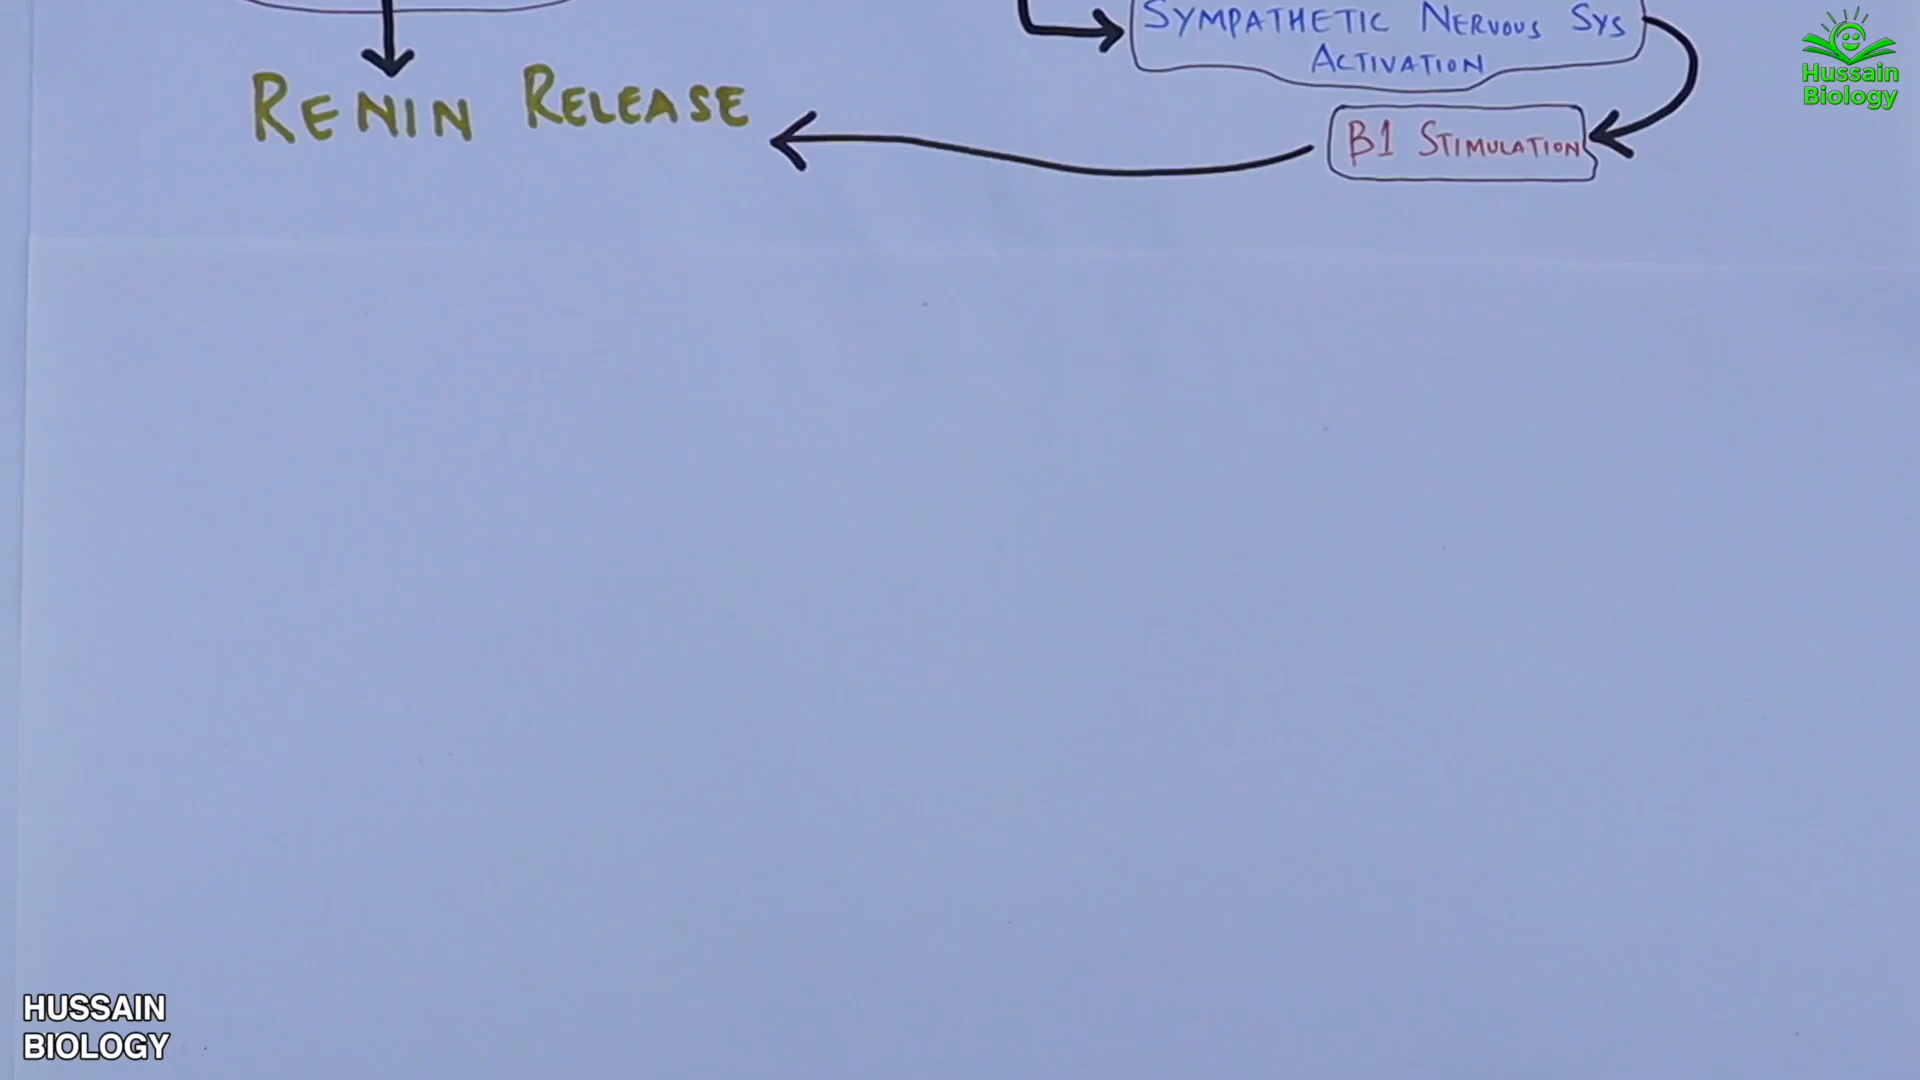 SYMPATHETIC NERVOUS SYS
ACTIVATION
RENIN RELEASE
B1 STIMULATION
Hussain
Biology
HUSSAIN
BIOLOGY